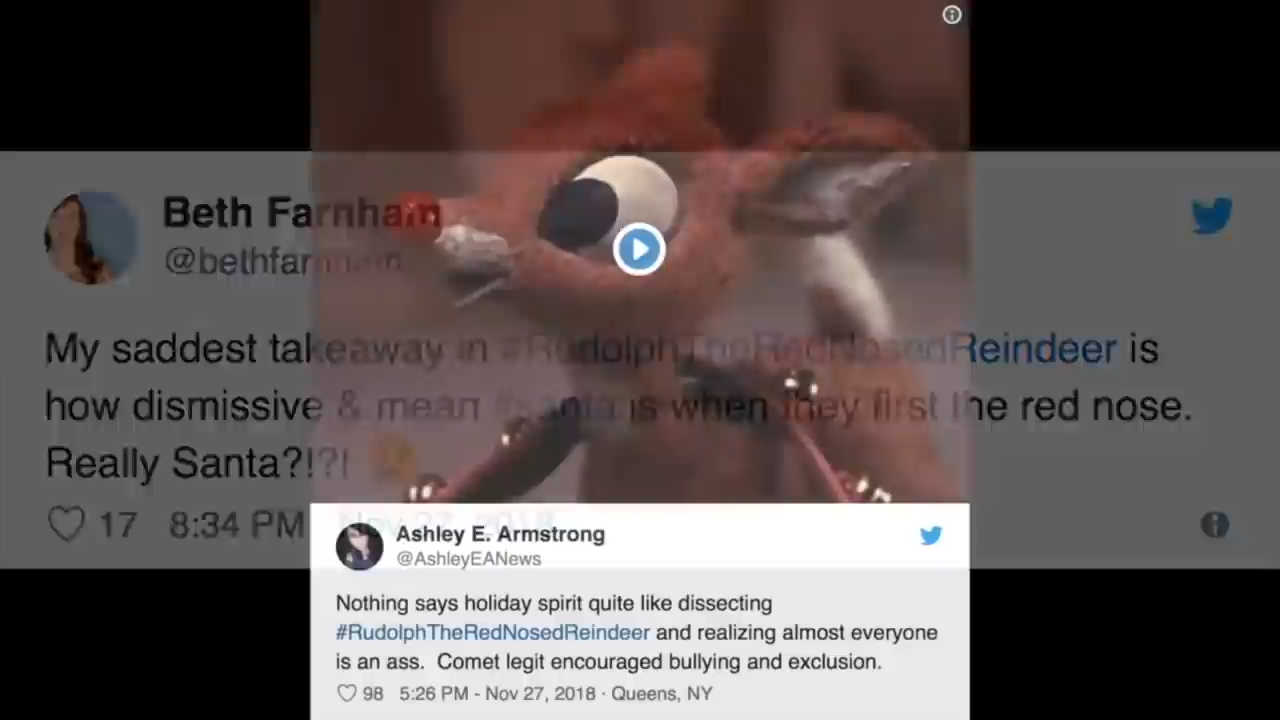 Beth Farnham
@bethfarnham
My saddest takeaway in #RudolphTheRedNosedReindeer is
how dismissive & mean #santa is when they first the red nose.
Really Santa?!?!
17 8:34 PM Nov 27, 2018
Ashley E. Armstrong
@AshleyEANews
Nothing says holiday spirit quite like dissecting
#RudolphTheRedNosedReindeer and realizing almost everyone
is an ass. Comet legit encouraged bullying and exclusion.
98 5:26 PM - Nov 27, 2018 · Queens, NY